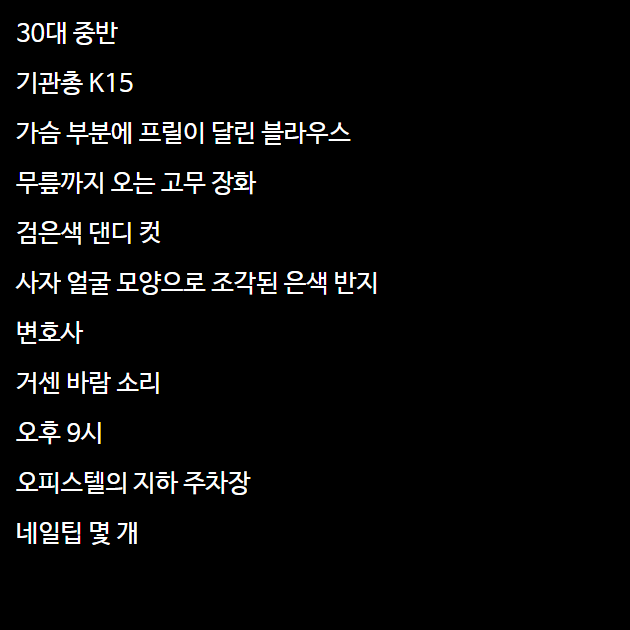 30대 중반
기관총 K15
가슴 부분에 프릴이 달린 블라우스
무릎까지 오는 고무 장화
검은색 댄디 컷
사자 얼굴 모양으로 조각된 은색 반지
변호사
거센 바람 소리
오후 9시
오피스텔의 지하 주차장
네일팁 몇 개